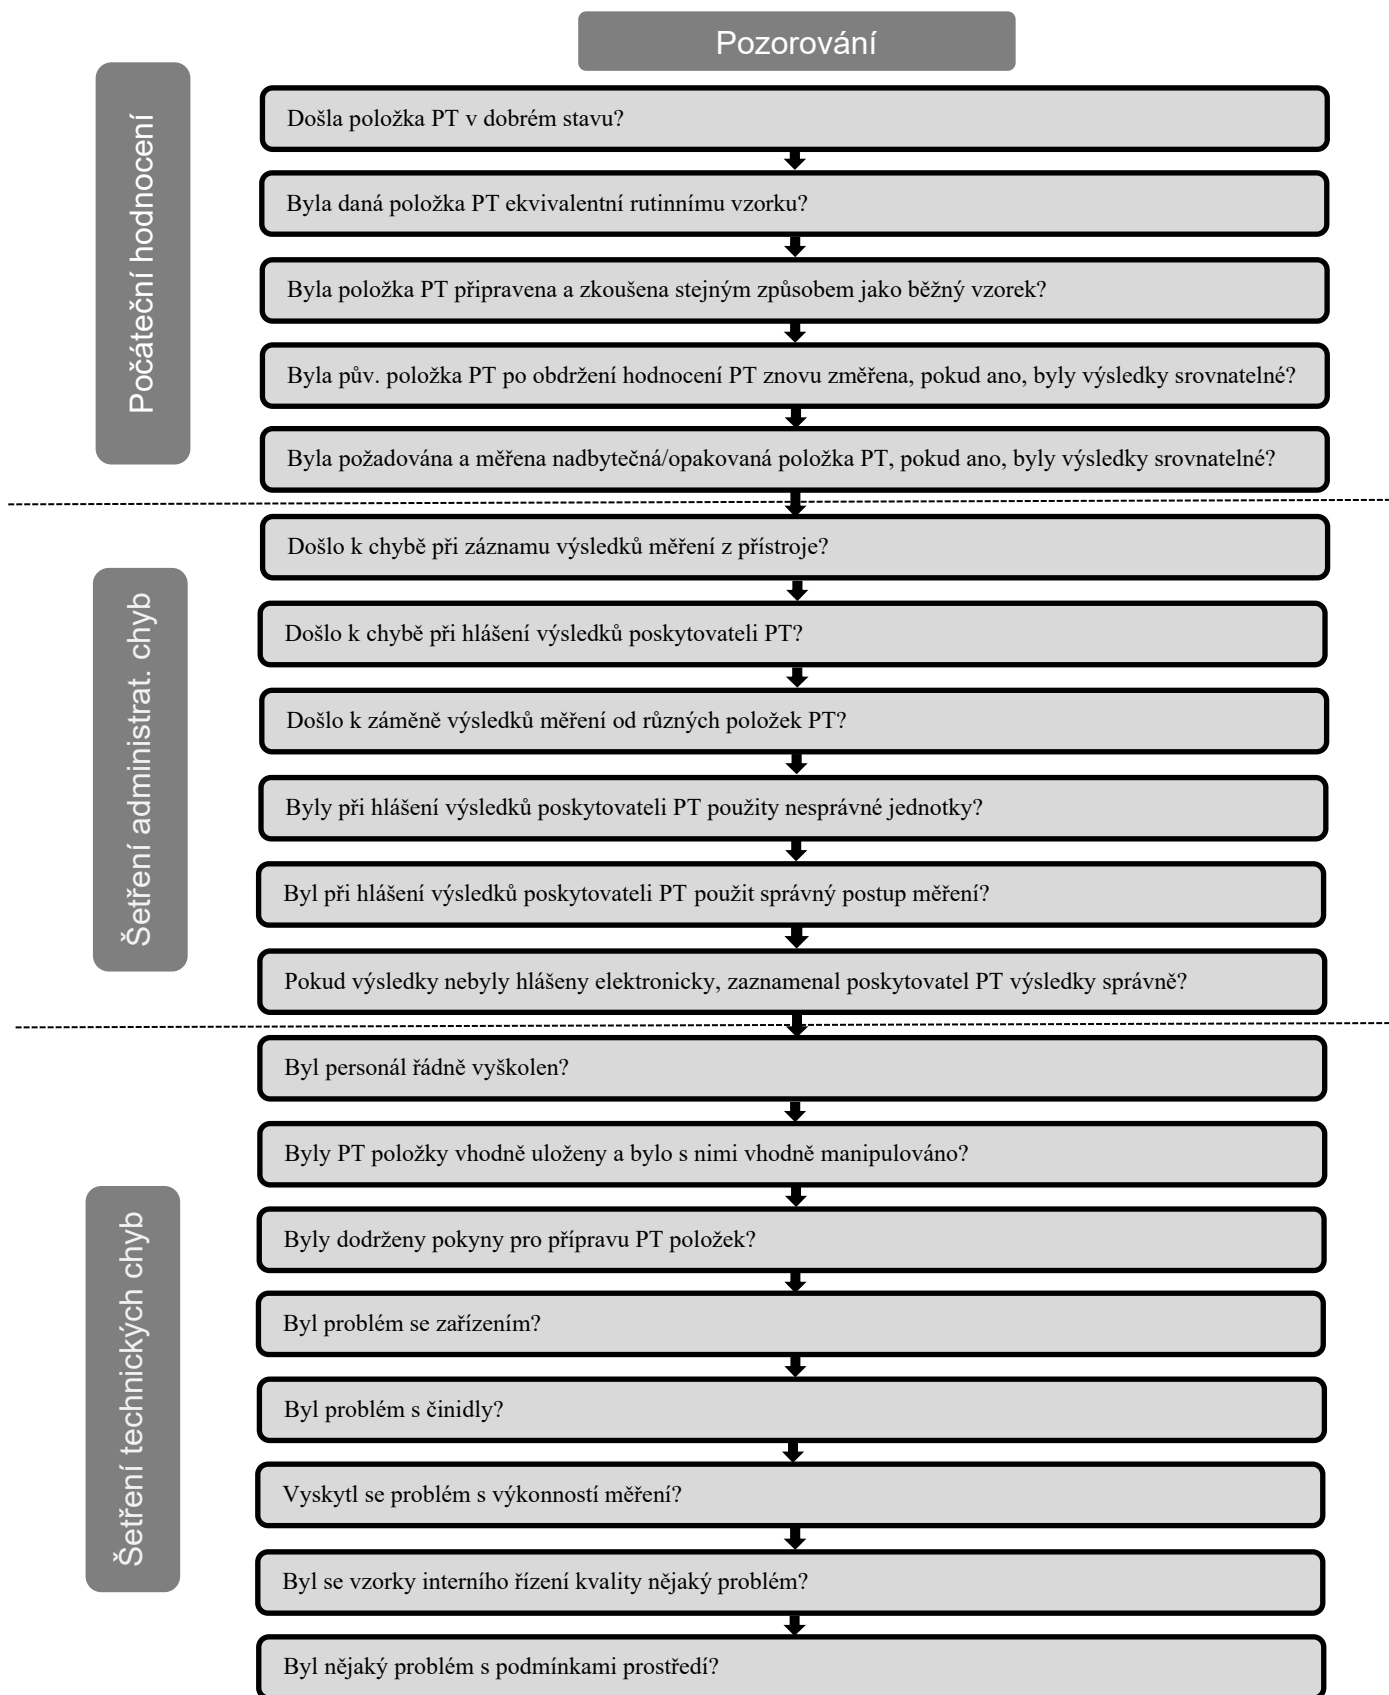 Pozorování
Počáteční hodnocení
Došla položka PT v dobrém stavu?
Byla daná položka PT ekvivalentní rutinnímu vzorku?
Byla položka PT připravena a zkoušena stejným způsobem jako běžný vzorek?
Byla pův. položka PT po obdržení hodnocení PT znovu změřena, pokud ano, byly výsledky srovnatelné?
Byla požadována a měřena nadbytečná/opakovaná položka PT, pokud ano, byly výsledky srovnatelné?
Šetření administrat. chyb
Došlo k chybě při záznamu výsledků měření z přístroje?
Došlo k chybě při hlášení výsledků poskytovateli PT?
Došlo k záměně výsledků měření od různých položek PT?
Byly při hlášení výsledků poskytovateli PT použity nesprávné jednotky?
Byl při hlášení výsledků poskytovateli PT použit správný postup měření?
Pokud výsledky nebyly hlášeny elektronicky, zaznamenal poskytovatel PT výsledky správně?
Šetření technických chyb
Byl personál řádně vyškolen?
Byly PT položky vhodně uloženy a bylo s nimi vhodně manipulováno?
Byly dodrženy pokyny pro přípravu PT položek?
Byl problém se zařízením?
Byl problém s činidly?
Vyskytl se problém s výkonností měření?
Byl se vzorky interního řízení kvality nějaký problém?
Byl nějaký problém s podmínkami prostředí?